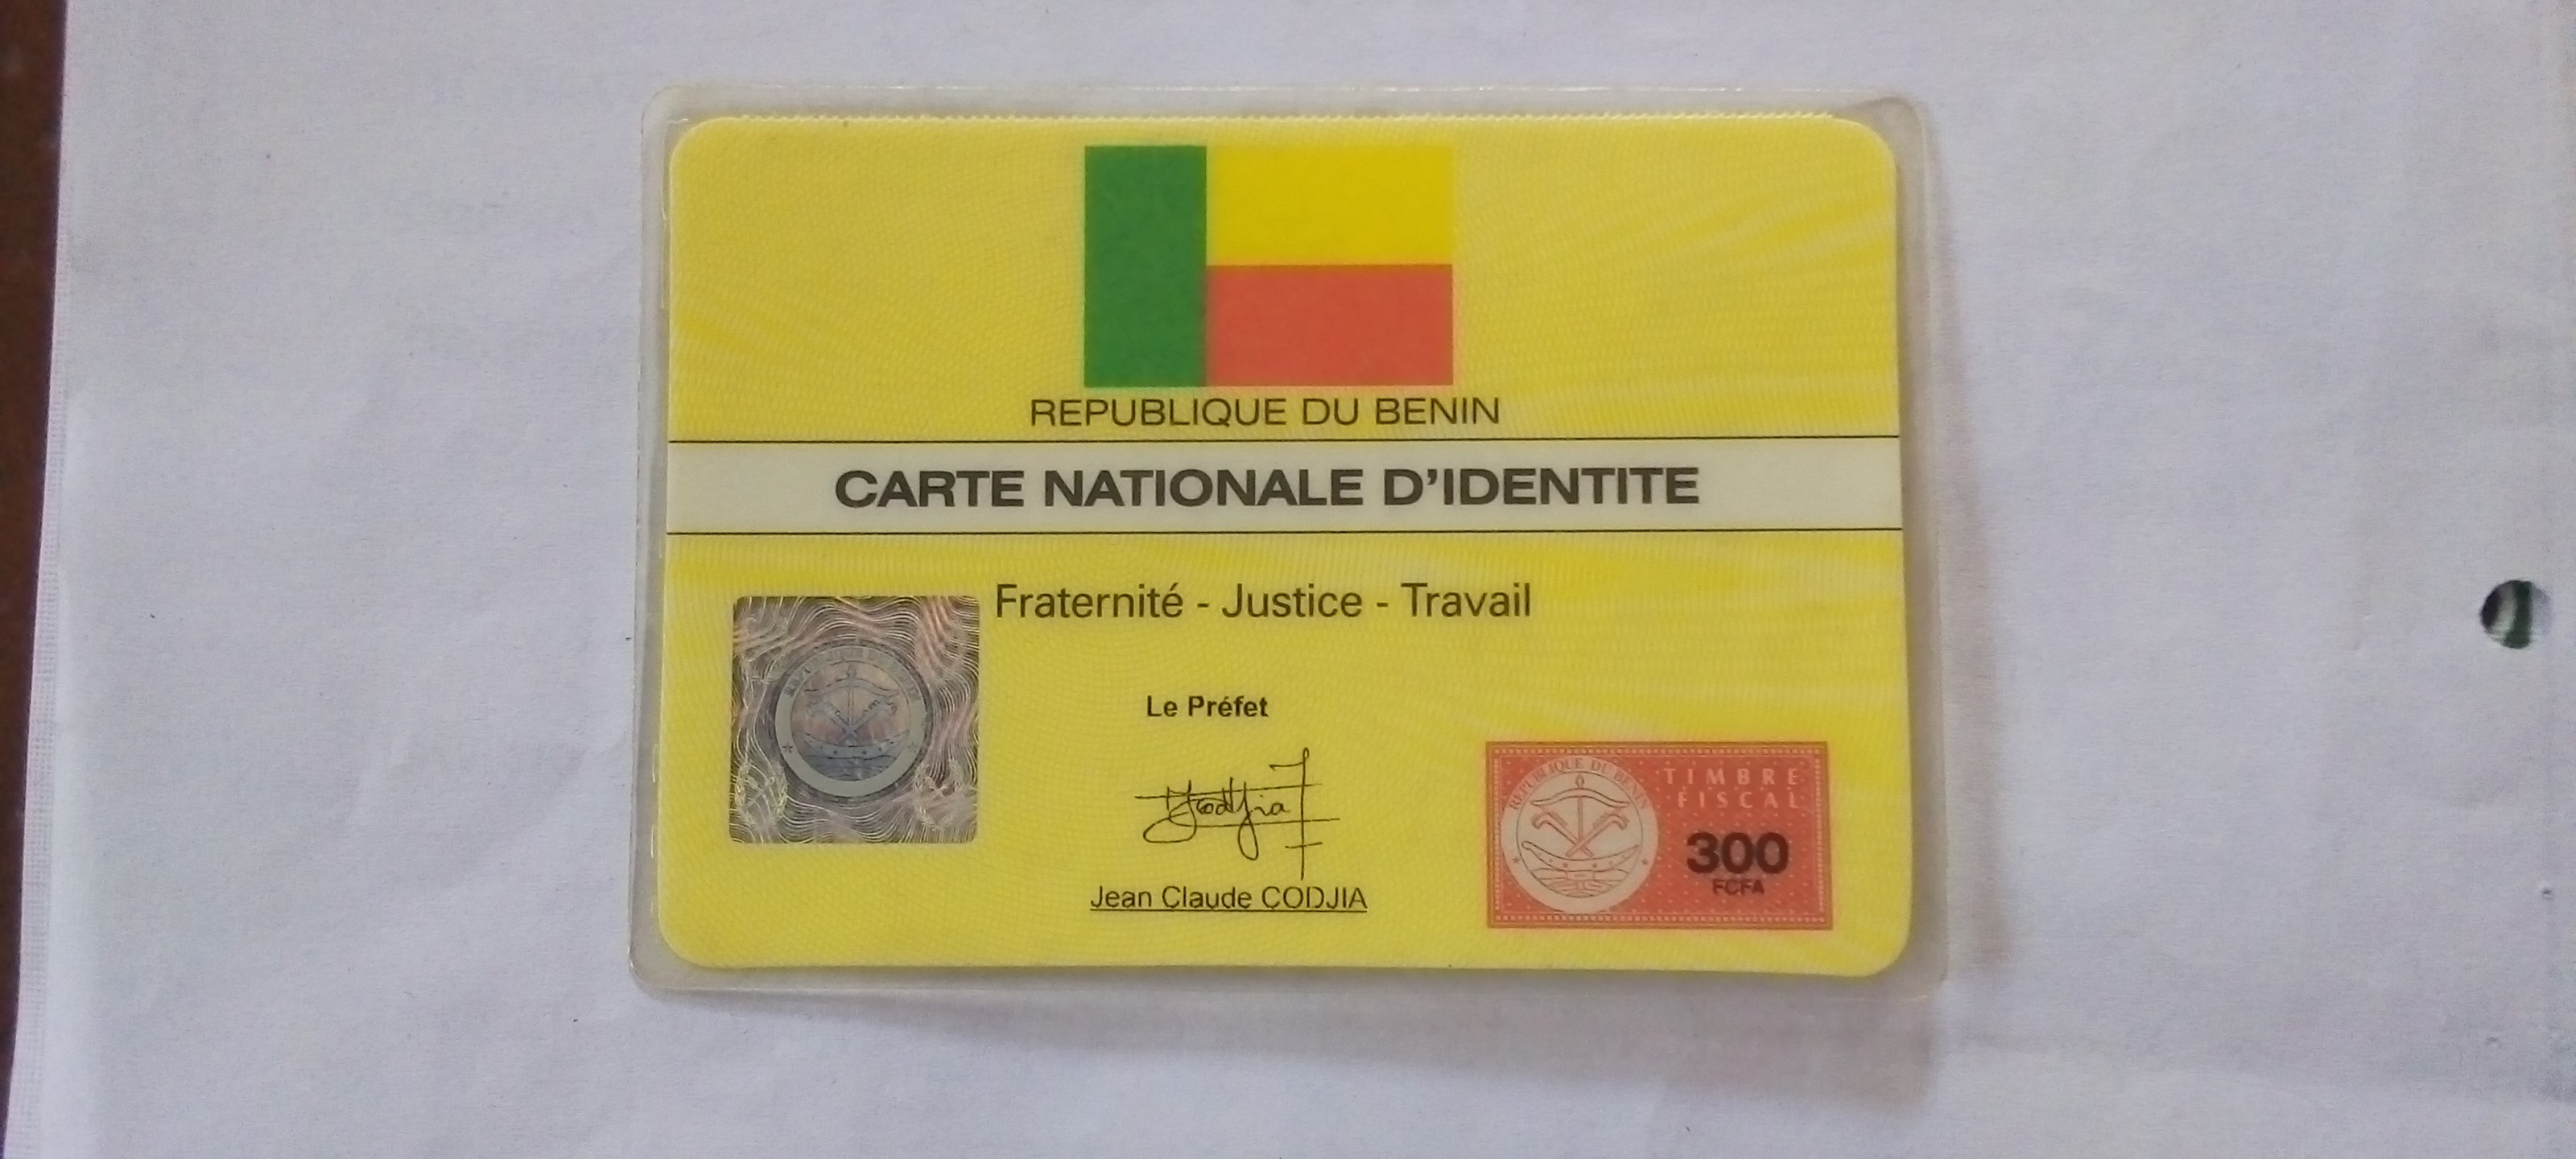 REPUBLIQUE DU BENIN
CARTE NATIONALE D'IDENTITE
Fraternité - Justice - Travail
Le Préfet
Codjia
Jean Claude CODJIA
REPUBLIQUE DU BENIN
TIMBRE
FISCAL
300
FCFA